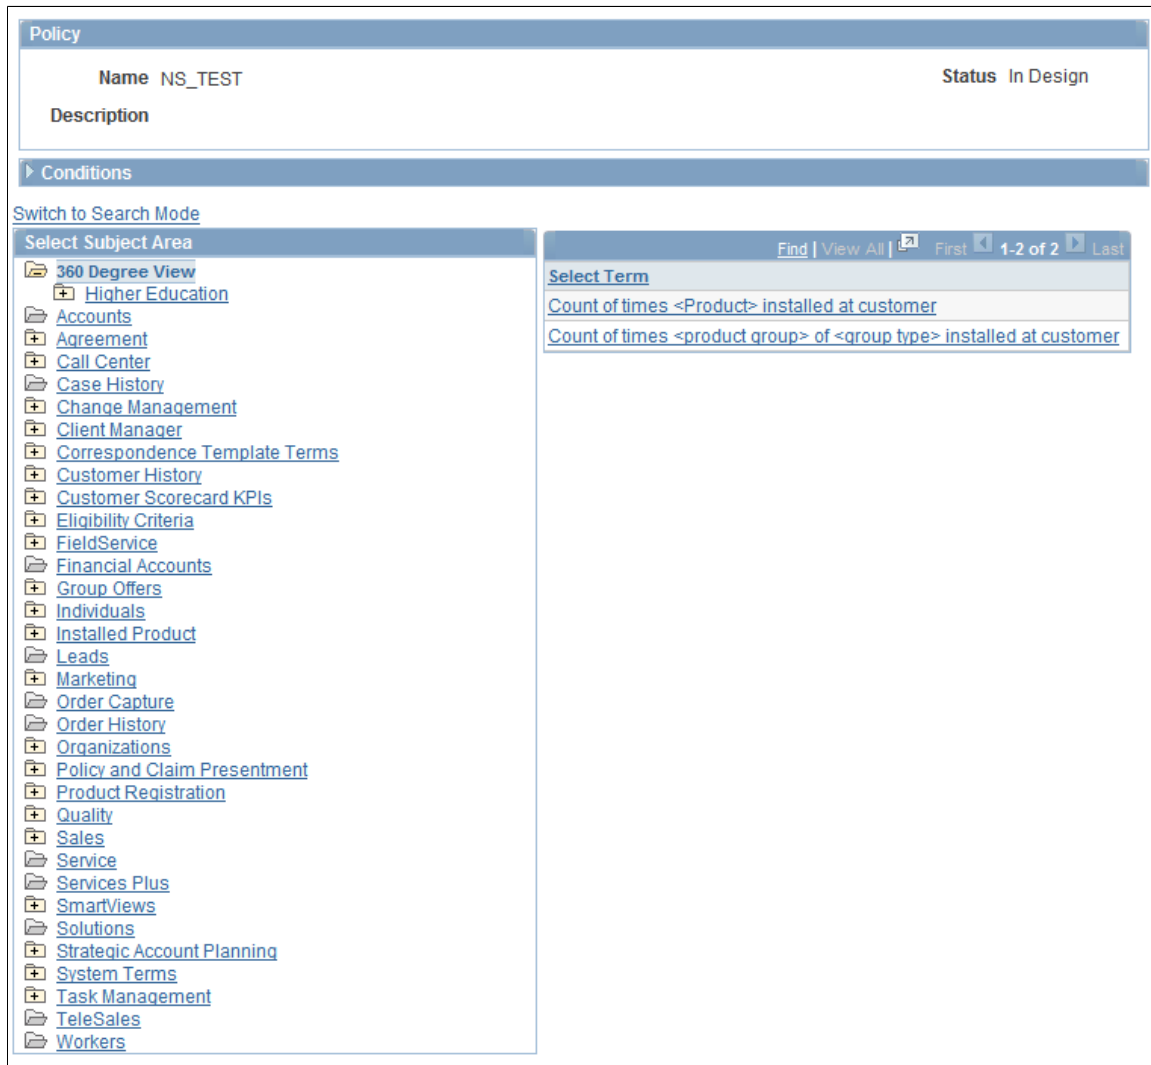 Policy
Name NS_TEST Status In Design
Description
Conditions
Switch to Search Mode
Select Subject Area
360 Degree View
Higher Education
Accounts
Agreement
Call Center
Case History
Change Management
Client Manager
Correspondence Template Terms
Customer History
Customer Scorecard KPIs
Eligibility Criteria
FieldService
Financial Accounts
Group Offers
Individuals
Installed Product
Leads
Marketing
Order Capture
Order History
Organizations
Policy and Claim Presentment
Product Registration
Quality
Sales
Service
Services Plus
SmartViews
Solutions
Strategic Account Planning
System Terms
Task Management
TeleSales
Workers
Find | View All | First 1-2 of 2 Last
Select Term
Count of times <Product> installed at customer
Count of times <product group> of <group type> installed at customer